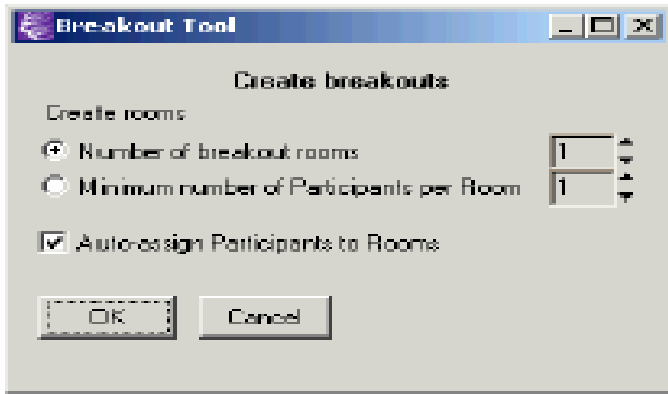 Breakout Tool
Create breakouts
Create rooms
Number of breakout rooms 1
Minimum number of Participants per Room 1
Auto-assign Participants to Rooms
OK Cancel